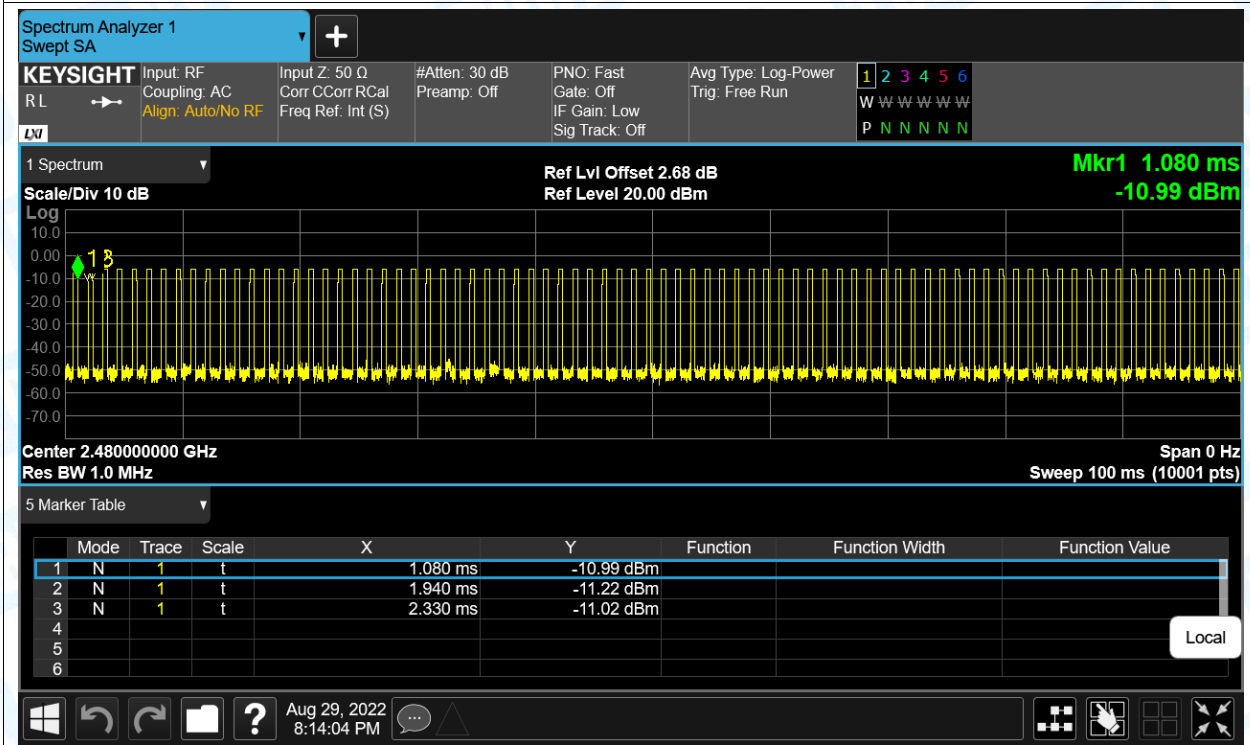 Spectrum Analyzer 1
Swept SA
KEYSIGHT
R L
LXI
Input: RF
Coupling: AC
Align: Auto/No RF
Input Z: 50 Ω
Corr CCorr RCal
Freq Ref: Int (S)
#Atten: 30 dB
Preamp: Off
PNO: Fast
Gate: Off
IF Gain: Low
Sig Track: Off
Avg Type: Log-Power
Trig: Free Run
1 2 3 4 5 6
W W W W W W
P N N N N N
1 Spectrum
Scale/Div 10 dB
Ref Lvl Offset 2.68 dB
Ref Level 20.00 dBm
Mkr1 1.080 ms
-10.99 dBm
Log
10.0
0.00
-10.0
-20.0
-30.0
-40.0
-50.0
-60.0
-70.0
1 3
Center 2.480000000 GHz
Res BW 1.0 MHz
Span 0 Hz
Sweep 100 ms (10001 pts)
5 Marker Table
Mode Trace Scale X Y Function Function Width Function Value
1 N 1 t 1.080 ms -10.99 dBm
2 N 1 t 1.940 ms -11.22 dBm
3 N 1 t 2.330 ms -11.02 dBm
4
5
6
Local
?
Aug 29, 2022
8:14:04 PM